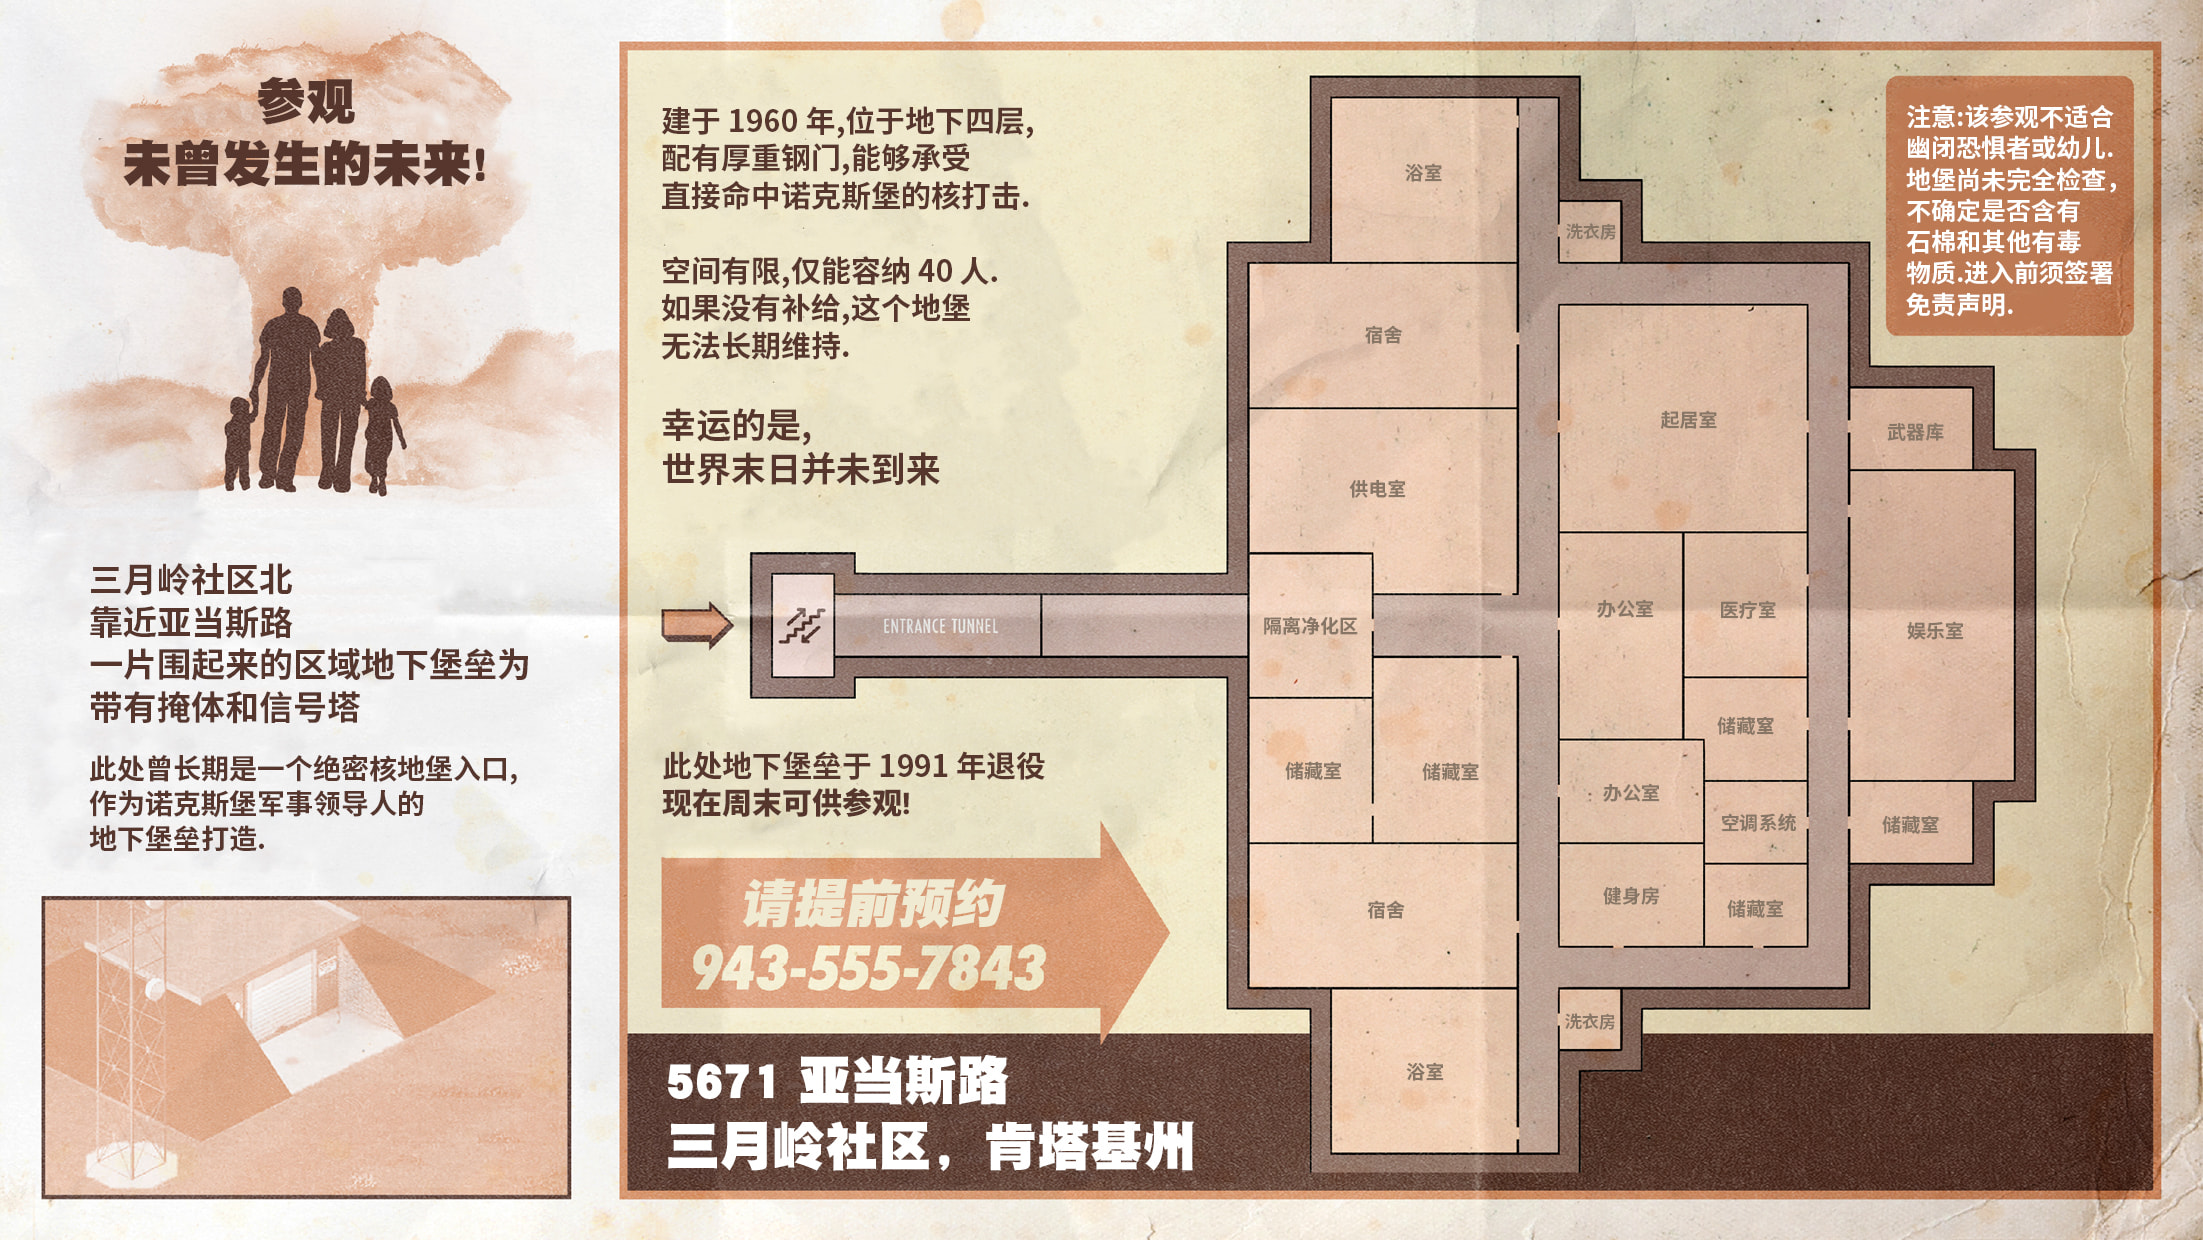 参观
未曾发生的未来!
三月岭社区北
靠近亚当斯路
一片围起来的区域地下堡垒为
带有掩体和信号塔
此处曾长期是一个绝密核地堡入口,
作为诺克斯堡军事领导人的
地下堡垒打造.
建于 1960 年,位于地下四层,
配有厚重钢门,能够承受
直接命中诺克斯堡的核打击.
空间有限,仅能容纳 40 人.
如果没有补给,这个地堡
无法长期维持.
幸运的是,
世界末日并未到来
ENTRANCE TUNNEL
此处地下堡垒于 1991 年退役
现在周末可供参观!
请提前预约
943-555-7843
5671 亚当斯路
三月岭社区，肯塔基州
浴室
洗衣房
宿舍
起居室
武器库
供电室
办公室
医疗室
隔离净化区
娱乐室
储藏室
储藏室
储藏室
办公室
空调系统
储藏室
宿舍
健身房
储藏室
洗衣房
浴室
注意:该参观不适合
幽闭恐惧者或幼儿.
地堡尚未完全检查，
不确定是否含有
石棉和其他有毒
物质.进入前须签署
免责声明.